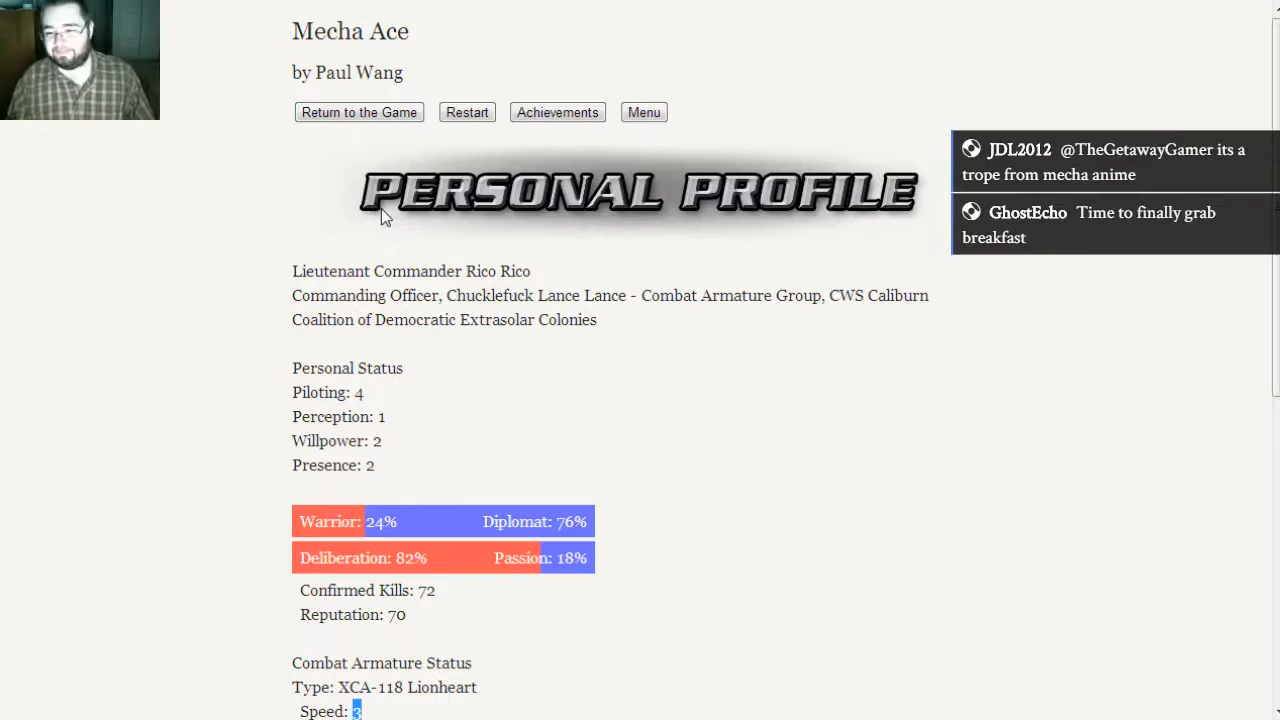 Mecha Ace
by Paul Wang
Return to the Game Restart Achievements Menu
PERSONAL PROFILE
JDL2012 @TheGetawayGamer its a
trope from mecha anime
GhostEcho Time to finally grab
breakfast
Lieutenant Commander Rico Rico
Commanding Officer, Chucklefuck Lance Lance - Combat Armature Group, CWS Caliburn
Coalition of Democratic Extrasolar Colonies
Personal Status
Piloting: 4
Perception: 1
Willpower: 2
Presence: 2
Warrior: 24% Diplomat: 76%
Deliberation: 82% Passion: 18%
Confirmed Kills: 72
Reputation: 70
Combat Armature Status
Type: XCA-118 Lionheart
Speed: 3